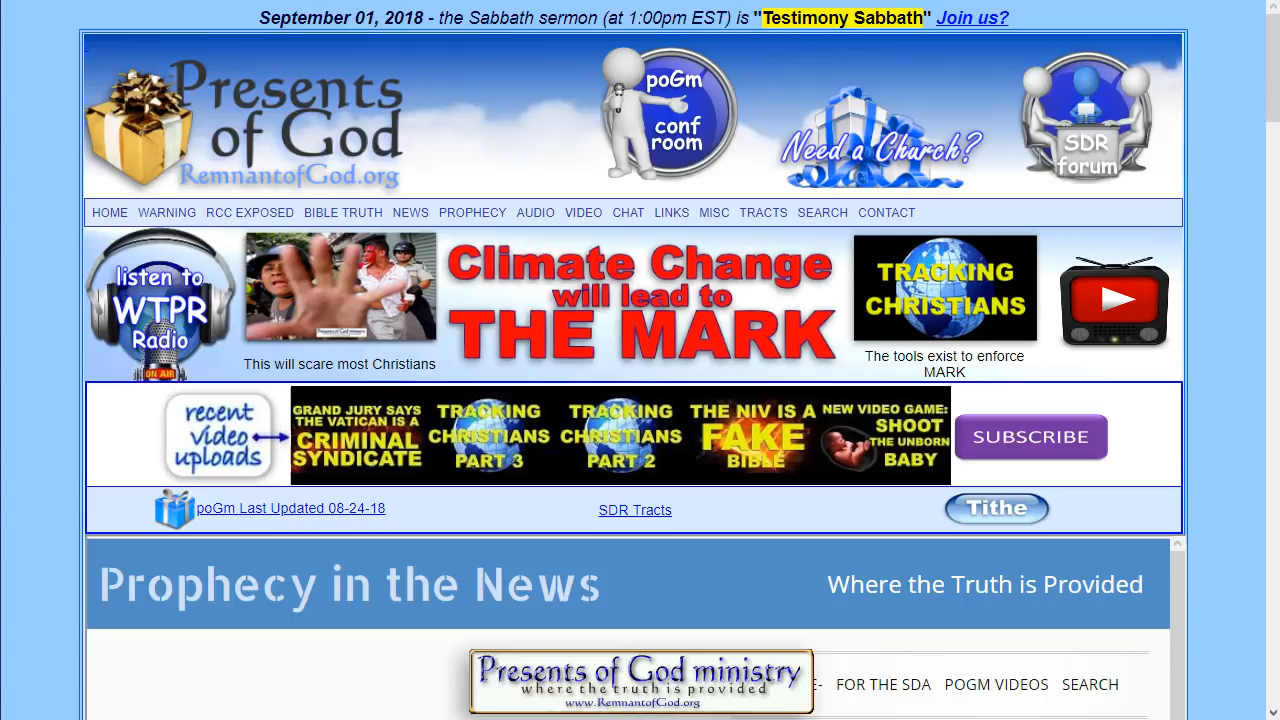 September 01, 2018 - the Sabbath sermon (at 1:00pm EST) is "Testimony Sabbath" Join us?
Presents
of God
RemnantofGod.org
poGm
conf
room
Need a Church?
SDR
forum
HOME WARNING RCC EXPOSED BIBLE TRUTH NEWS PROPHECY AUDIO VIDEO CHAT LINKS MISC TRACTS SEARCH CONTACT
listen to
WTPR
Radio
ON AIR
This will scare most Christians
Climate Change
will lead to
THE MARK
TRACKING
CHRISTIANS
The tools exist to enforce
MARK
recent
video
uploads
GRAND JURY SAYS
THE VATICAN IS A
CRIMINAL
SYNDICATE
TRACKING
CHRISTIANS
PART 3
TRACKING
CHRISTIANS
PART 2
THE NIV IS A
FAKE
BIBLE
NEW VIDEO GAME:
SHOOT
THE UNBORN
BABY
SUBSCRIBE
poGm Last Updated 08-24-18
SDR Tracts
Tithe
Prophecy in the News
Where the Truth is Provided
Presents of God ministry
where the truth is provided
www.RemnantofGod.org
E- FOR THE SDA POGM VIDEOS SEARCH